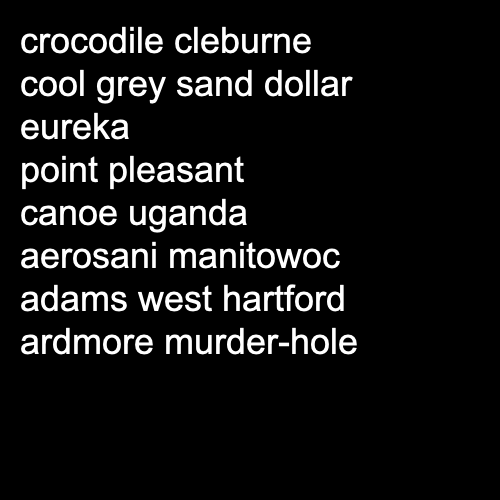 crocodile cleburne
cool grey sand dollar
eureka
point pleasant
canoe uganda
aerosani manitowoc
adams west hartford
ardmore murder-hole